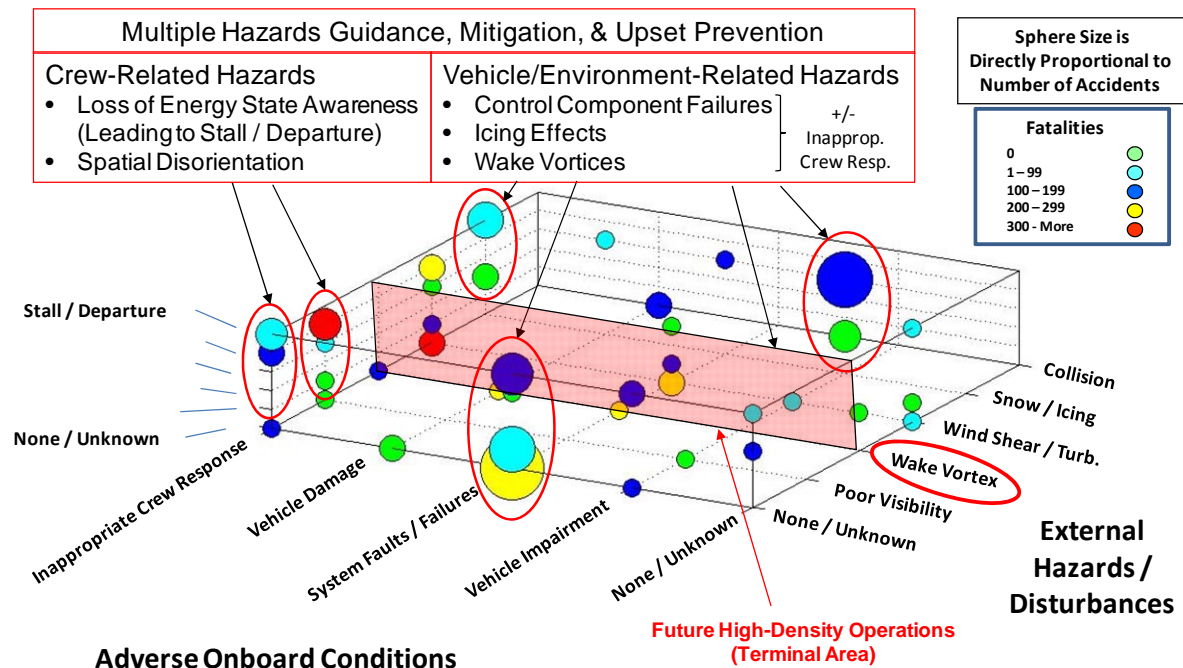 Multiple Hazards Guidance, Mitigation, & Upset Prevention
Crew-Related Hazards
• Loss of Energy State Awareness
(Leading to Stall / Departure)
• Spatial Disorientation
Vehicle/Environment-Related Hazards
• Control Component Failures
• Icing Effects
• Wake Vortices
+/-
Inapprop.
Crew Resp.
Sphere Size is
Directly Proportional to
Number of Accidents
Fatalities
0
1 – 99
100 – 199
200 – 299
300 - More
Stall / Departure
None / Unknown
Inappropriate Crew Response
Vehicle Damage
System Faults / Failures
Vehicle Impairment
None / Unknown
Collision
Snow / Icing
Wind Shear / Turb.
Wake Vortex
Poor Visibility
None / Unknown
External
Hazards /
Disturbances
Future High-Density Operations
(Terminal Area)
Adverse Onboard Conditions